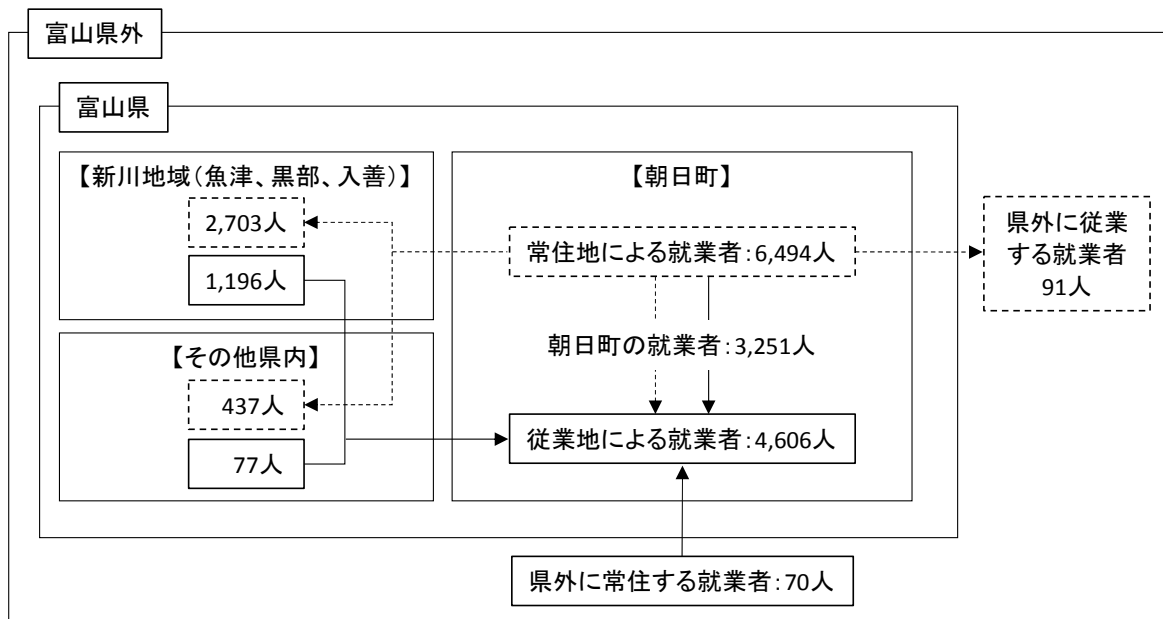 富山県外
富山県
【新川地域(魚津、黒部、入善)】
2,703人
1,196人
【その他県内】
437人
77人
【朝日町】
常住地による就業者:6,494人
朝日町の就業者:3,251人
従業地による就業者:4,606人
県外に従業
する就業者
91人
県外に常住する就業者:70人